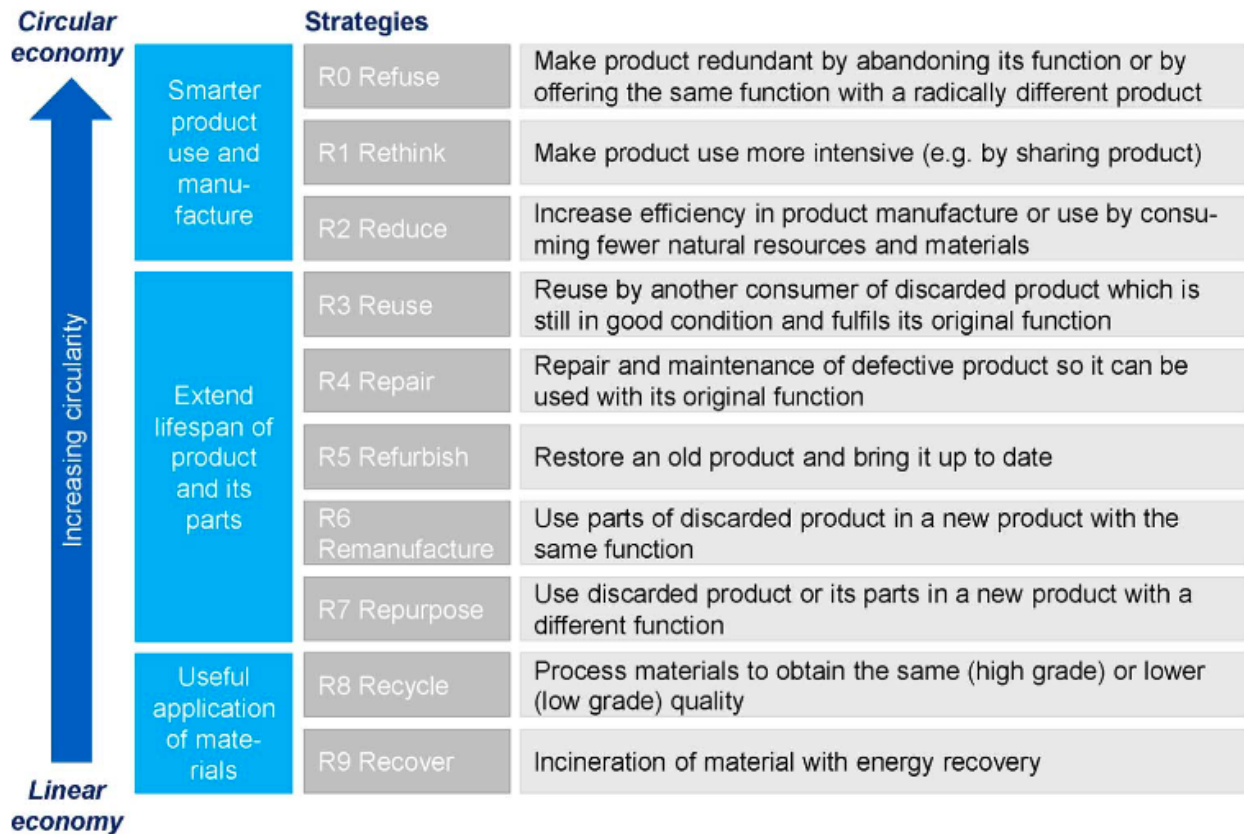 Circular
economy
Strategies
Increasing circularity
Smarter
product
use and
manu-
facture
R0 Refuse
Make product redundant by abandoning its function or by
offering the same function with a radically different product
R1 Rethink
Make product use more intensive (e.g. by sharing product)
R2 Reduce
Increase efficiency in product manufacture or use by consu-
ming fewer natural resources and materials
Extend
lifespan of
product
and its
parts
R3 Reuse
Reuse by another consumer of discarded product which is
still in good condition and fulfils its original function
R4 Repair
Repair and maintenance of defective product so it can be
used with its original function
R5 Refurbish
Restore an old product and bring it up to date
R6
Remanufacture
Use parts of discarded product in a new product with the
same function
R7 Repurpose
Use discarded product or its parts in a new product with a
different function
Useful
application
of mate-
rials
R8 Recycle
Process materials to obtain the same (high grade) or lower
(low grade) quality
R9 Recover
Incineration of material with energy recovery
Linear
economy